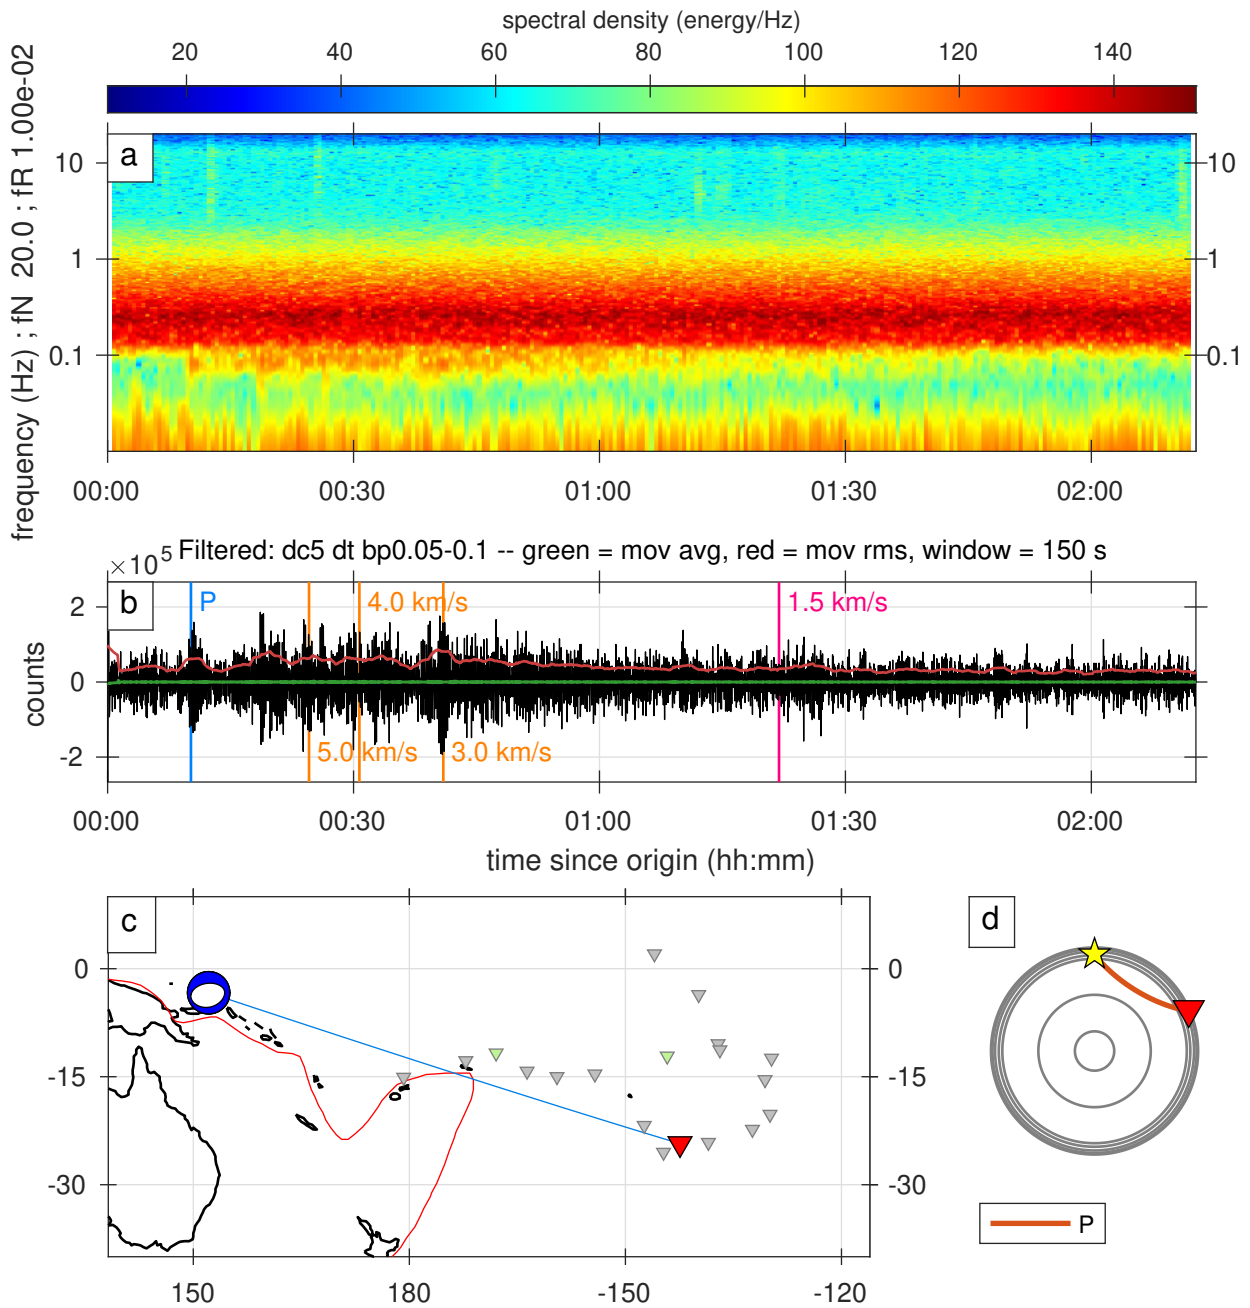 spectral density (energy/Hz)
20 40 60 80 100 120 140
frequency (Hz) ; fN 20.0 ; fR 1.00e-02
a
10 10
1 1
0.1 0.1
00:00 00:30 01:00 01:30 02:00
×10^5 Filtered: dc5 dt bp0.05-0.1 -- green = mov avg, red = mov rms, window = 150 s
b
P 4.0 km/s 1.5 km/s
2
0
-2
counts
5.0 km/s 3.0 km/s
00:00 00:30 01:00 01:30 02:00
time since origin (hh:mm)
c
d
0 0
-15 -15
-30 -30
P
150 180 -150 -120